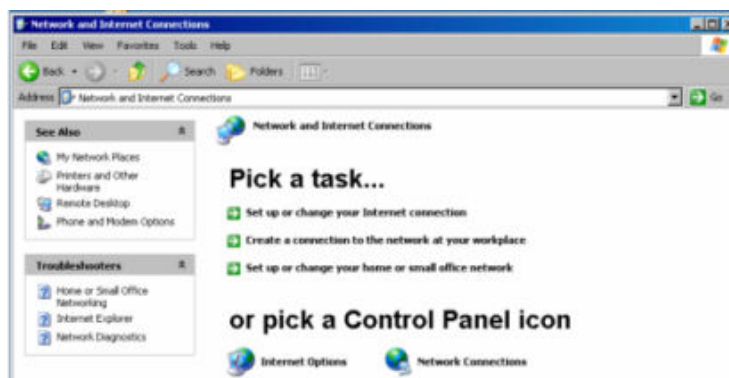 Network and Internet Connections
File Edit View Favorites Tools Help
Back Search Folders
Address Network and Internet Connections Go
See Also
My Network Places
Printers and Other
Hardware
Remote Desktop
Phone and Modem Options
Troubleshooters
Home or Small Office
Networking
Internet Explorer
Network Diagnostics
Network and Internet Connections
Pick a task...
Set up or change your Internet connection
Create a connection to the network at your workplace
Set up or change your home or small office network
or pick a Control Panel icon
Internet Options Network Connections